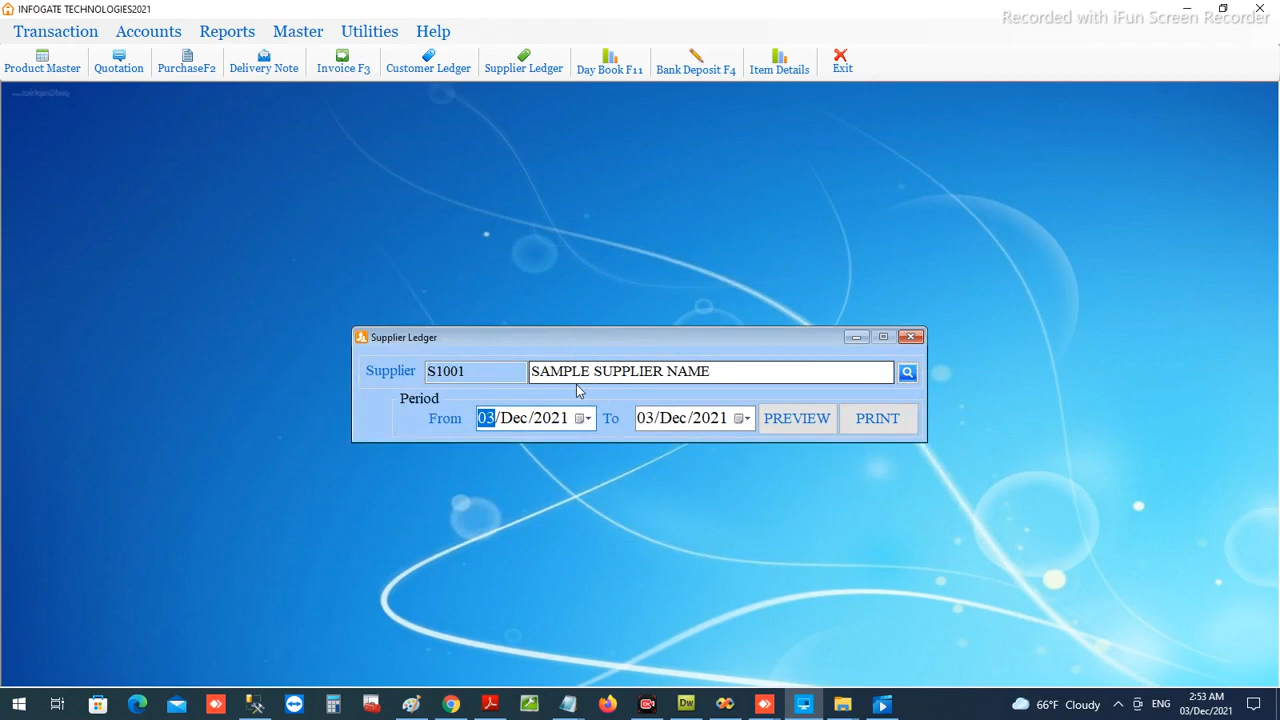 INFOGATE TECHNOLOGIES2021
Recorded with iFun Screen Recorder
Transaction Accounts Reports Master Utilities Help
Product Master Quotation PurchaseF2 Delivery Note Invoice F3 Customer Ledger Supplier Ledger Day Book F11 Bank Deposit F4 Item Details Exit
Supplier Ledger
Supplier S1001 SAMPLE SUPPLIER NAME
Period
From 03/Dec/2021 To 03/Dec/2021 PREVIEW PRINT
Dw 66°F Cloudy ENG
2:53 AM
03/Dec/2021